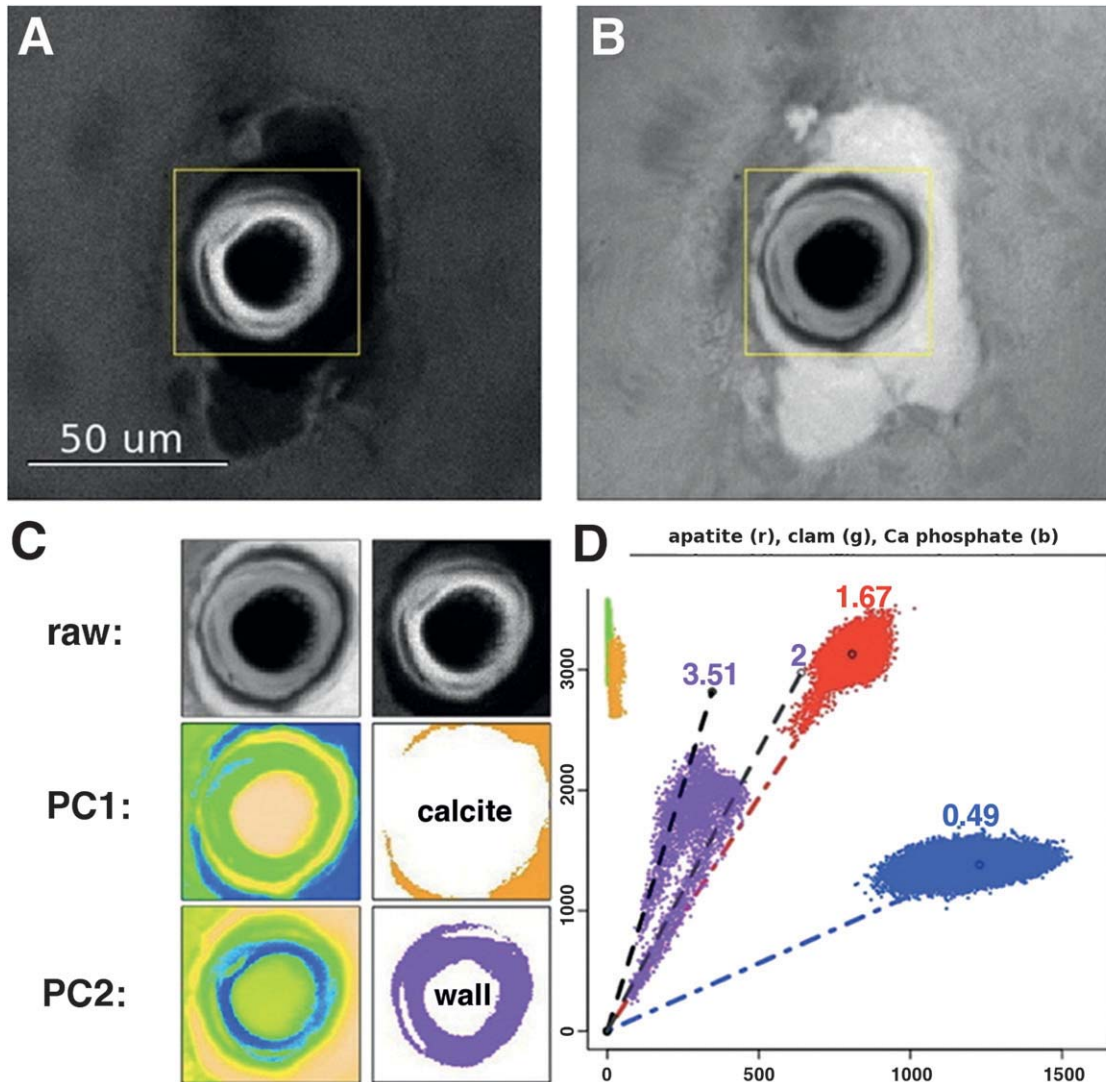 A
B
50 um
C
raw:
PC1:
calcite
PC2:
wall
D
apatite (r), clam (g), Ca phosphate (b)
1.67
2
3.51
0.49
3000
2000
1000
0
0
500
1000
1500